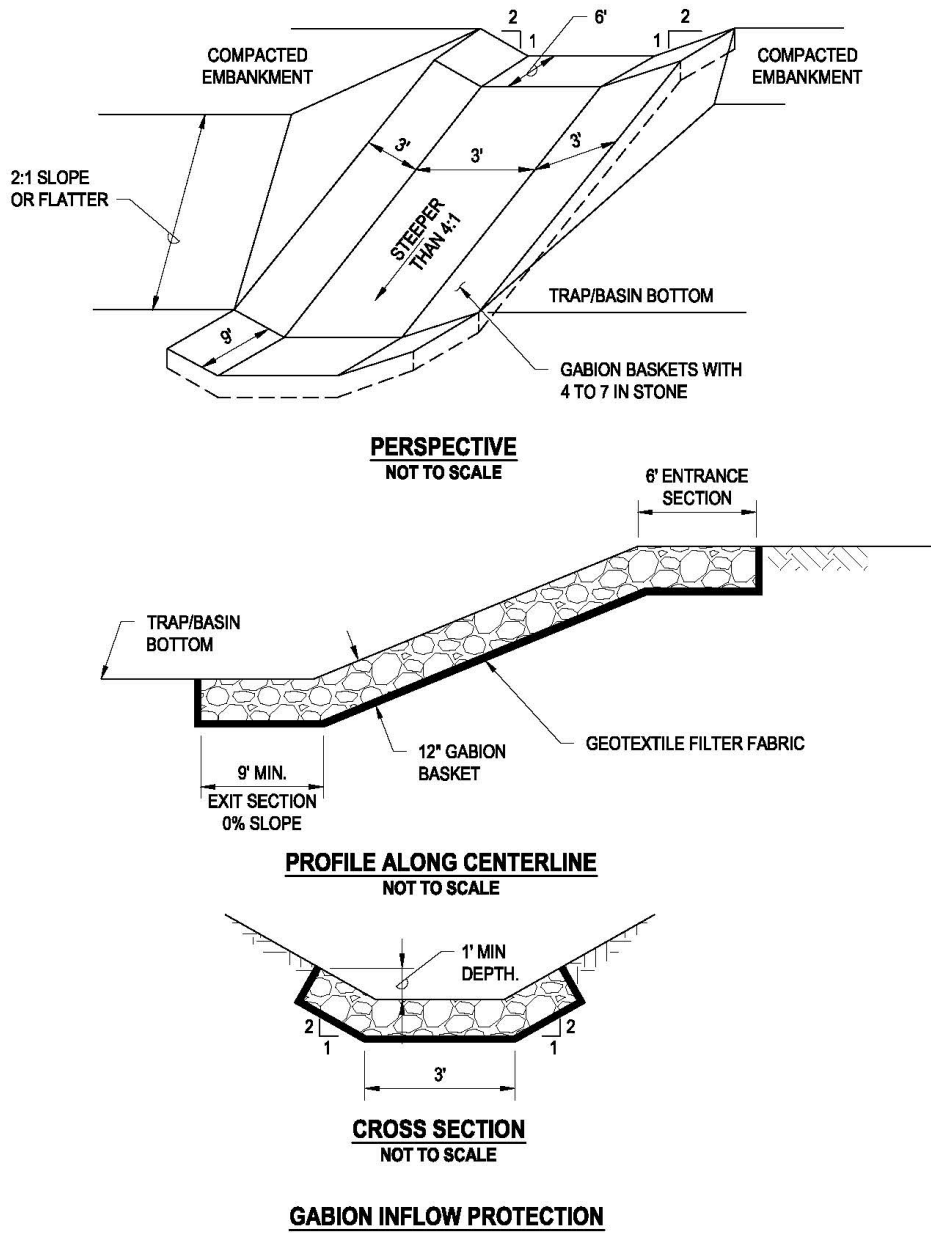 2
1
6'
1
2
COMPACTED
EMBANKMENT
COMPACTED
EMBANKMENT
3'
3'
3'
2:1 SLOPE
OR FLATTER
STEEPER
THAN 4:1
TRAP/BASIN BOTTOM
9'
GABION BASKETS WITH
4 TO 7 IN STONE
PERSPECTIVE
NOT TO SCALE
6' ENTRANCE
SECTION
TRAP/BASIN
BOTTOM
GEOTEXTILE FILTER FABRIC
12" GABION
BASKET
9' MIN.
EXIT SECTION
0% SLOPE
PROFILE ALONG CENTERLINE
NOT TO SCALE
1' MIN
DEPTH.
2
1
2
1
3'
CROSS SECTION
NOT TO SCALE
GABION INFLOW PROTECTION